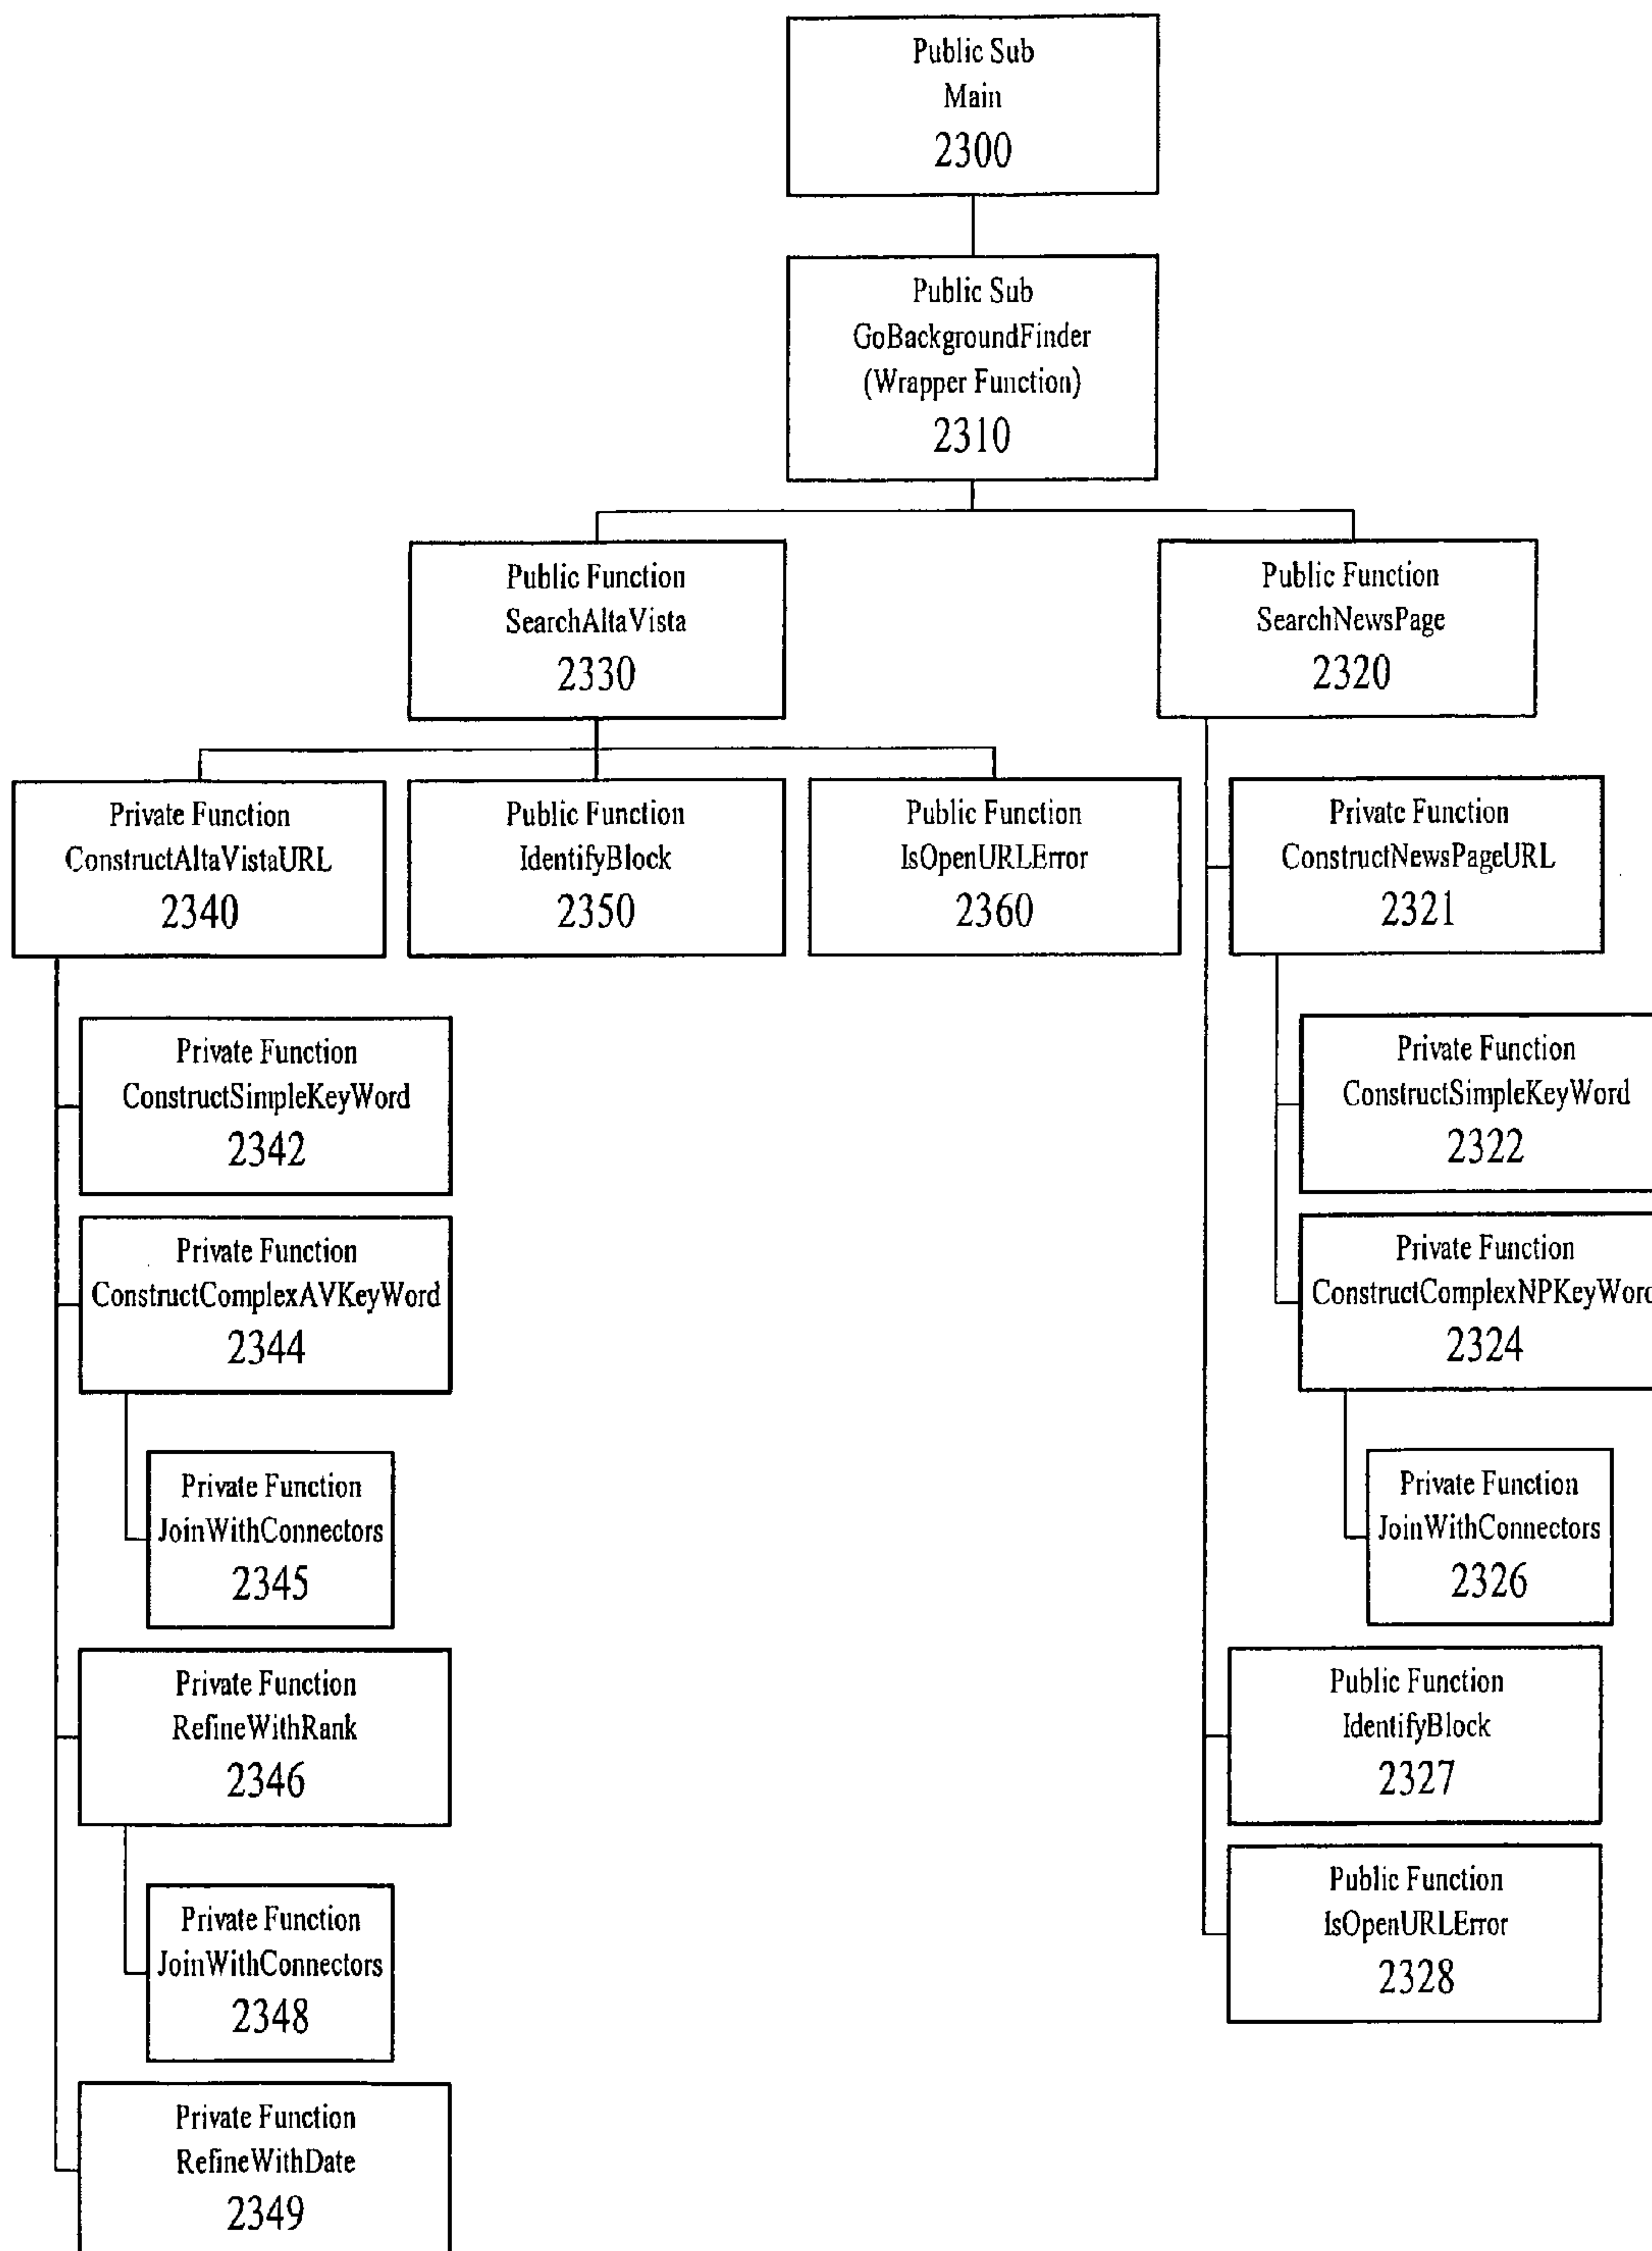 Public Sub
Main
2300
Public Sub
GoBackgroundFinder
(Wrapper Function)
2310
Public Function
SearchAltaVista
2330
Public Function
SearchNewsPage
2320
Private Function
ConstructAltaVistaURL
2340
Public Function
IdentifyBlock
2350
Public Function
IsOpenURLError
2360
Private Function
ConstructNewsPageURL
2321
Private Function
ConstructSimpleKeyWord
2342
Private Function
ConstructSimpleKeyWord
2322
Private Function
ConstructComplexAVKeyWord
2344
Private Function
ConstructComplexNPKeyWord
2324
Private Function
JoinWithConnectors
2345
Private Function
JoinWithConnectors
2326
Private Function
RefineWithRank
2346
Public Function
IdentifyBlock
2327
Private Function
JoinWithConnectors
2348
Public Function
IsOpenURLError
2328
Private Function
RefineWithDate
2349